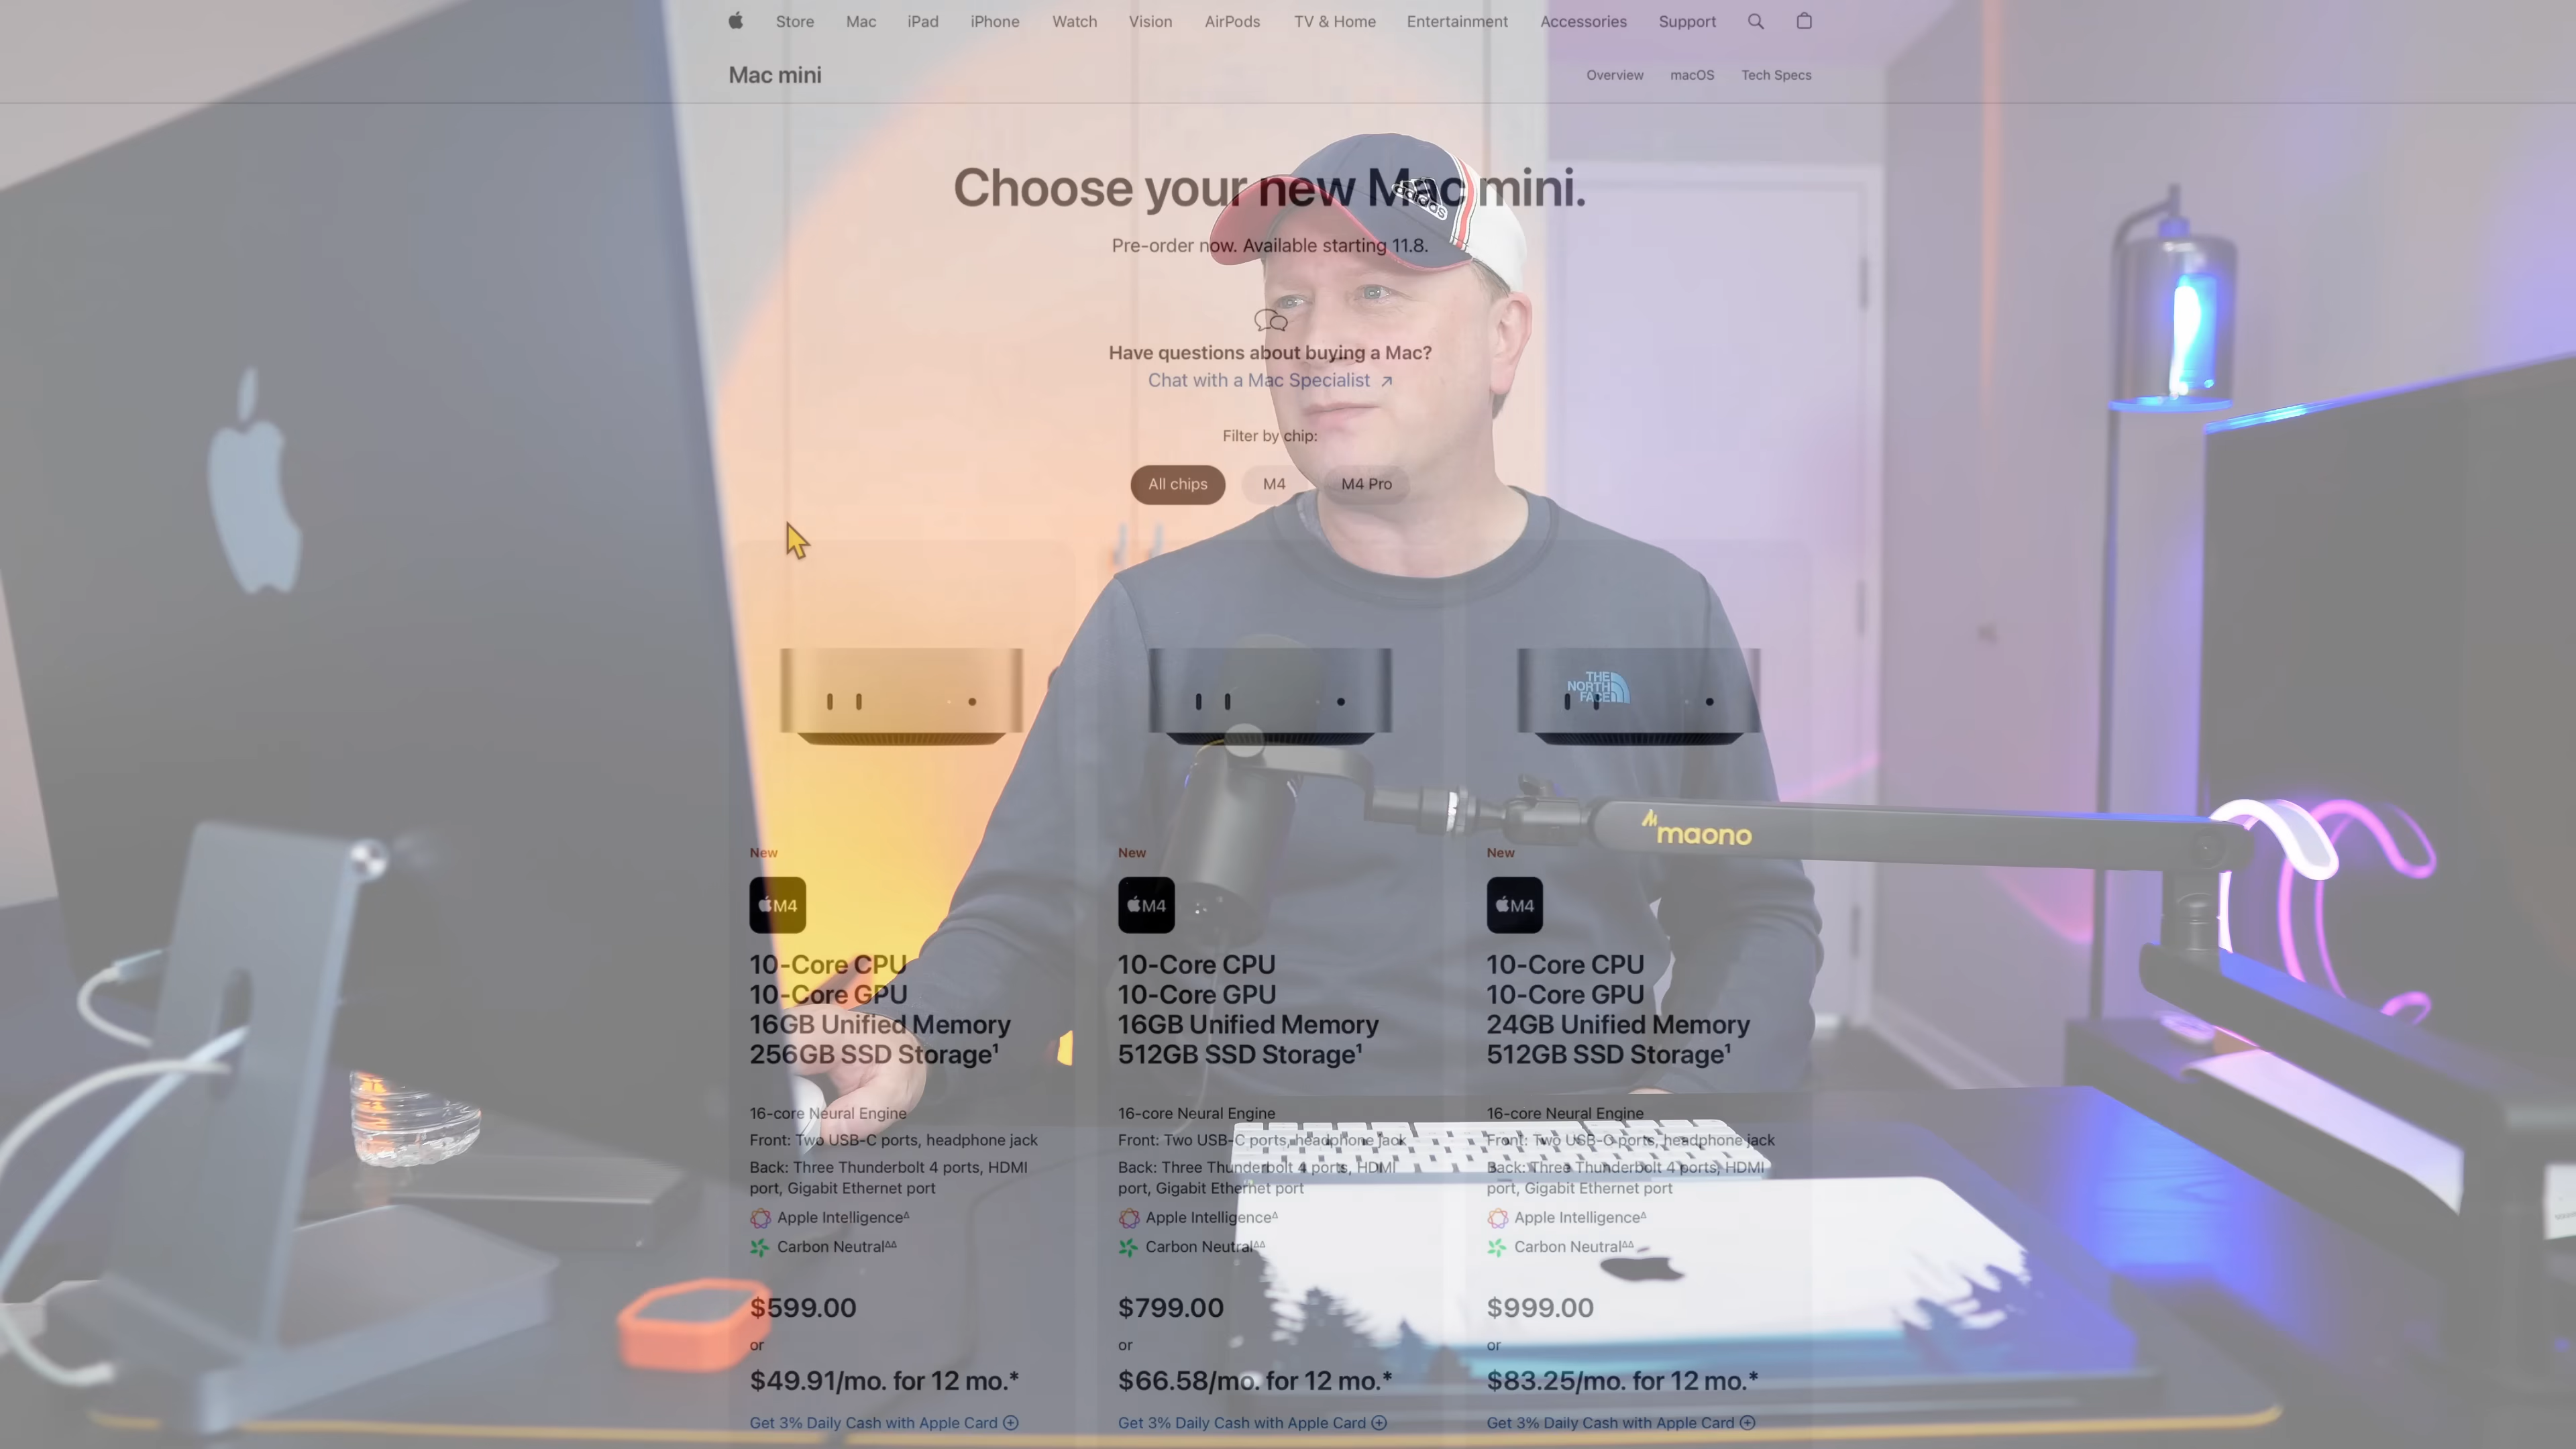 Store Mac iPad iPhone Watch Vision AirPods TV & Home Entertainment Accessories Support
Mac mini
Overview macOS Tech Specs
Choose your new Mac mini.
adidas
Pre-order now. Available starting 11.8.
Have questions about buying a Mac?
Chat with a Mac Specialist ↗
Filter by chip:
All chips M4 M4 Pro
THE
NORTH
FACE
maono
New
M4
10-Core CPU
10-Core GPU
16GB Unified Memory
256GB SSD Storage¹
16-core Neural Engine
Front: Two USB-C ports, headphone jack
Back: Three Thunderbolt 4 ports, HDMI
port, Gigabit Ethernet port
Apple IntelligenceΔ
Carbon NeutralΔΔ
$599.00
or
$49.91/mo. for 12 mo.*
Get 3% Daily Cash with Apple Card ⊕
New
M4
10-Core CPU
10-Core GPU
16GB Unified Memory
512GB SSD Storage¹
16-core Neural Engine
Front: Two USB-C ports, headphone jack
Back: Three Thunderbolt 4 ports, HDMI
port, Gigabit Ethernet port
Apple IntelligenceΔ
Carbon NeutralΔΔ
$799.00
or
$66.58/mo. for 12 mo.*
Get 3% Daily Cash with Apple Card ⊕
New
M4
10-Core CPU
10-Core GPU
24GB Unified Memory
512GB SSD Storage¹
16-core Neural Engine
Front: Two USB-C ports, headphone jack
Back: Three Thunderbolt 4 ports, HDMI
port, Gigabit Ethernet port
Apple IntelligenceΔ
Carbon NeutralΔΔ
$999.00
or
$83.25/mo. for 12 mo.*
Get 3% Daily Cash with Apple Card ⊕